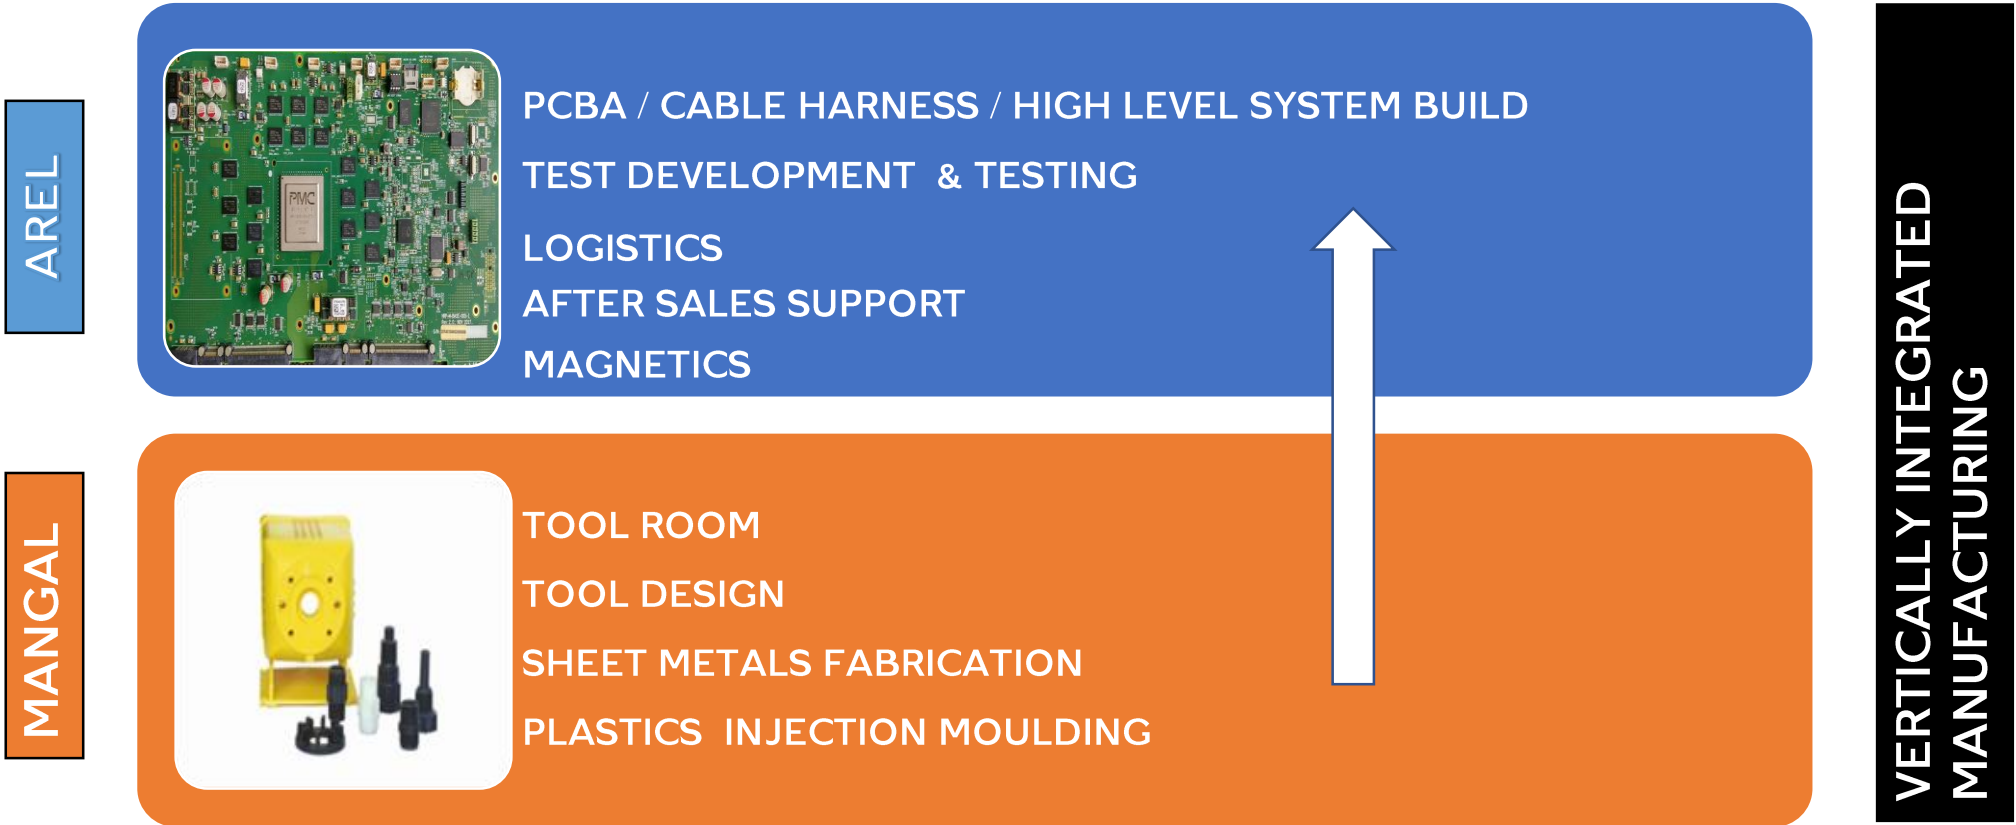 AREL
PMC
PCBA / CABLE HARNESS / HIGH LEVEL SYSTEM BUILD
TEST DEVELOPMENT & TESTING
LOGISTICS
AFTER SALES SUPPORT
MAGNETICS
MANGAL
TOOL ROOM
TOOL DESIGN
SHEET METALS FABRICATION
PLASTICS INJECTION MOULDING
VERTICALLY INTEGRATED
MANUFACTURING